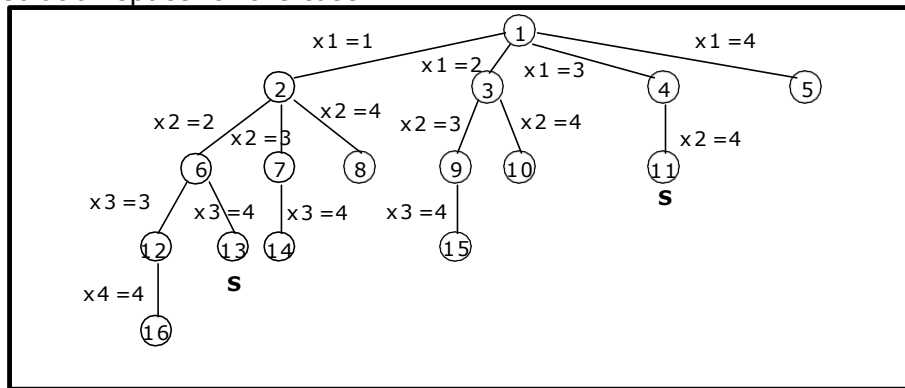 1
x1 =1
x1 =2
x1 =3
x1 =4
2
3
4
5
x2 =2
x2 =3
x2 =4
x2 =3
x2 =4
x2 =4
6
7
8
9
10
11
S
x3 =3
x3 =4
x3 =4
x3 =4
12
13
14
15
S
x4 =4
16